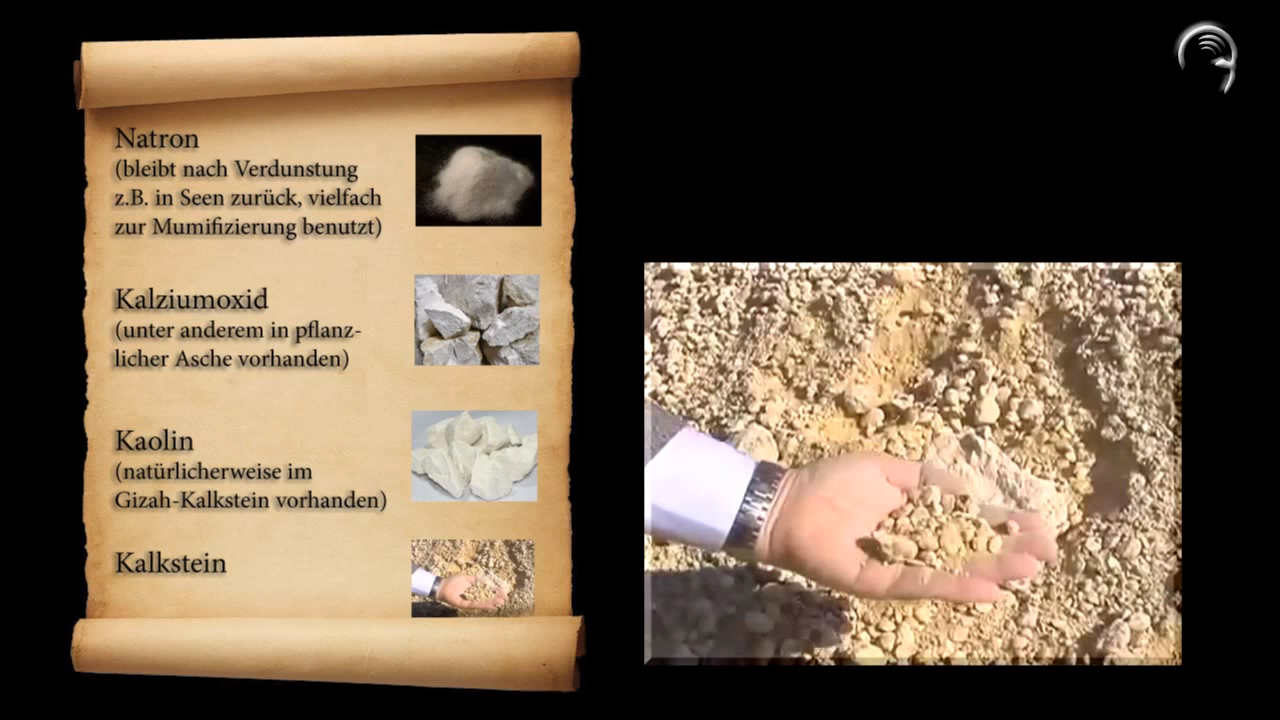 Natron
(bleibt nach Verdunstung
z.B. in Seen zurück, vielfach
zur Mumifizierung benutzt)
Kalziumoxid
(unter anderem in pflanz-
licher Asche vorhanden)
Kaolin
(natürlicherweise im
Gizah-Kalkstein vorhanden)
Kalkstein